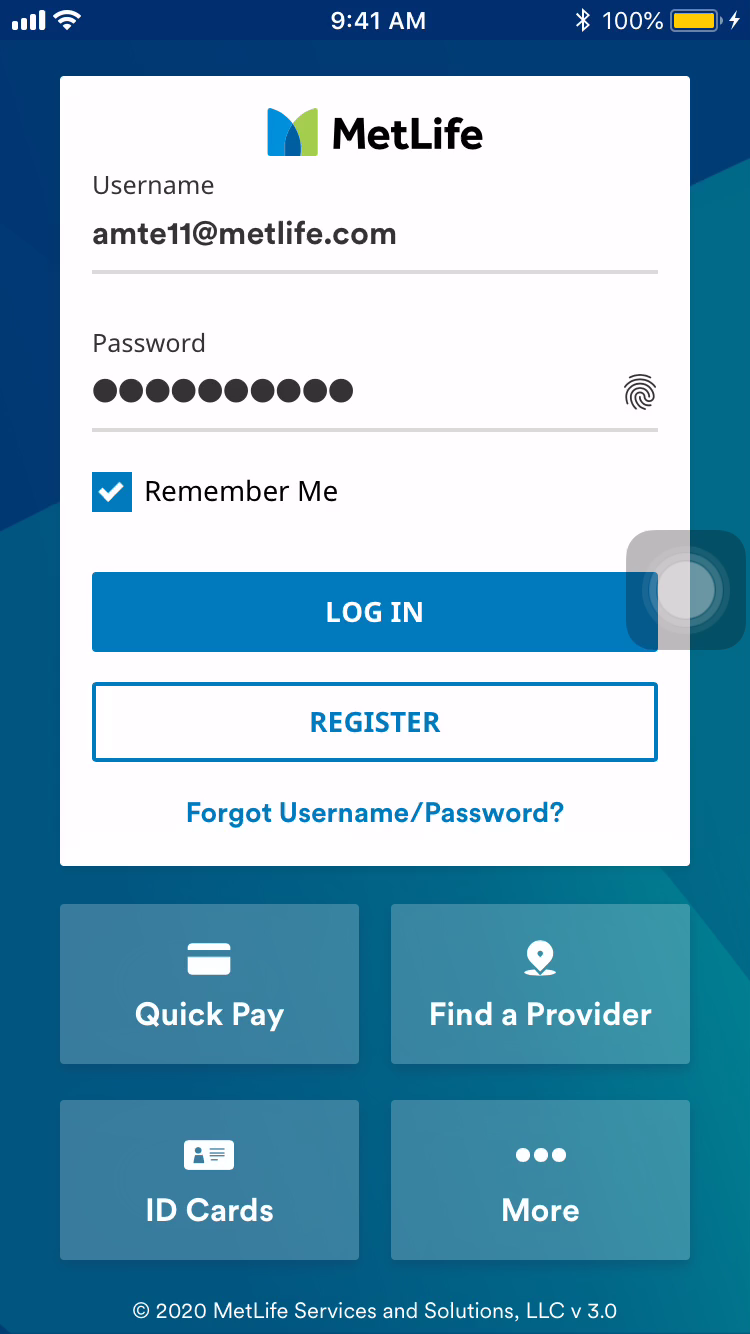 9:41 AM 100%
MetLife
Username
amte11@metlife.com
Password
Remember Me
LOG IN
REGISTER
Forgot Username/Password?
Quick Pay
Find a Provider
ID Cards
More
© 2020 MetLife Services and Solutions, LLC v 3.0